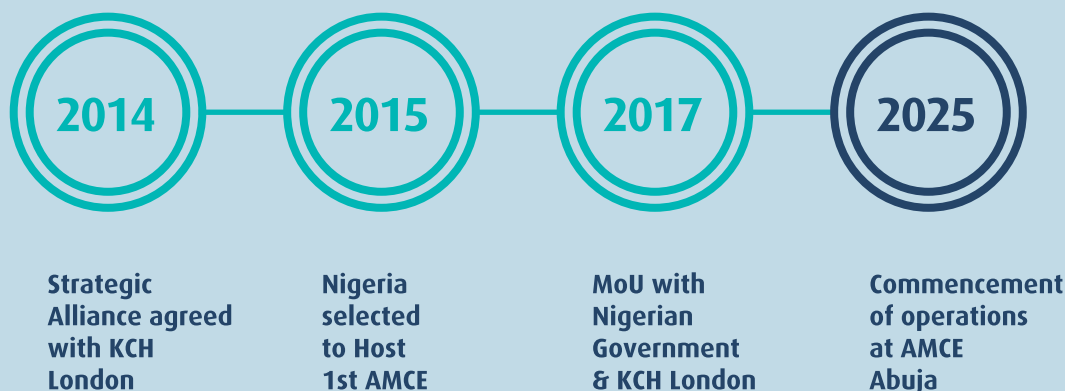 2014
2015
2017
2025
Strategic
Alliance agreed
with KCH
London
Nigeria
selected
to Host
1st AMCE
MoU with
Nigerian
Government
& KCH London
Commencement
of operations
at AMCE
Abuja